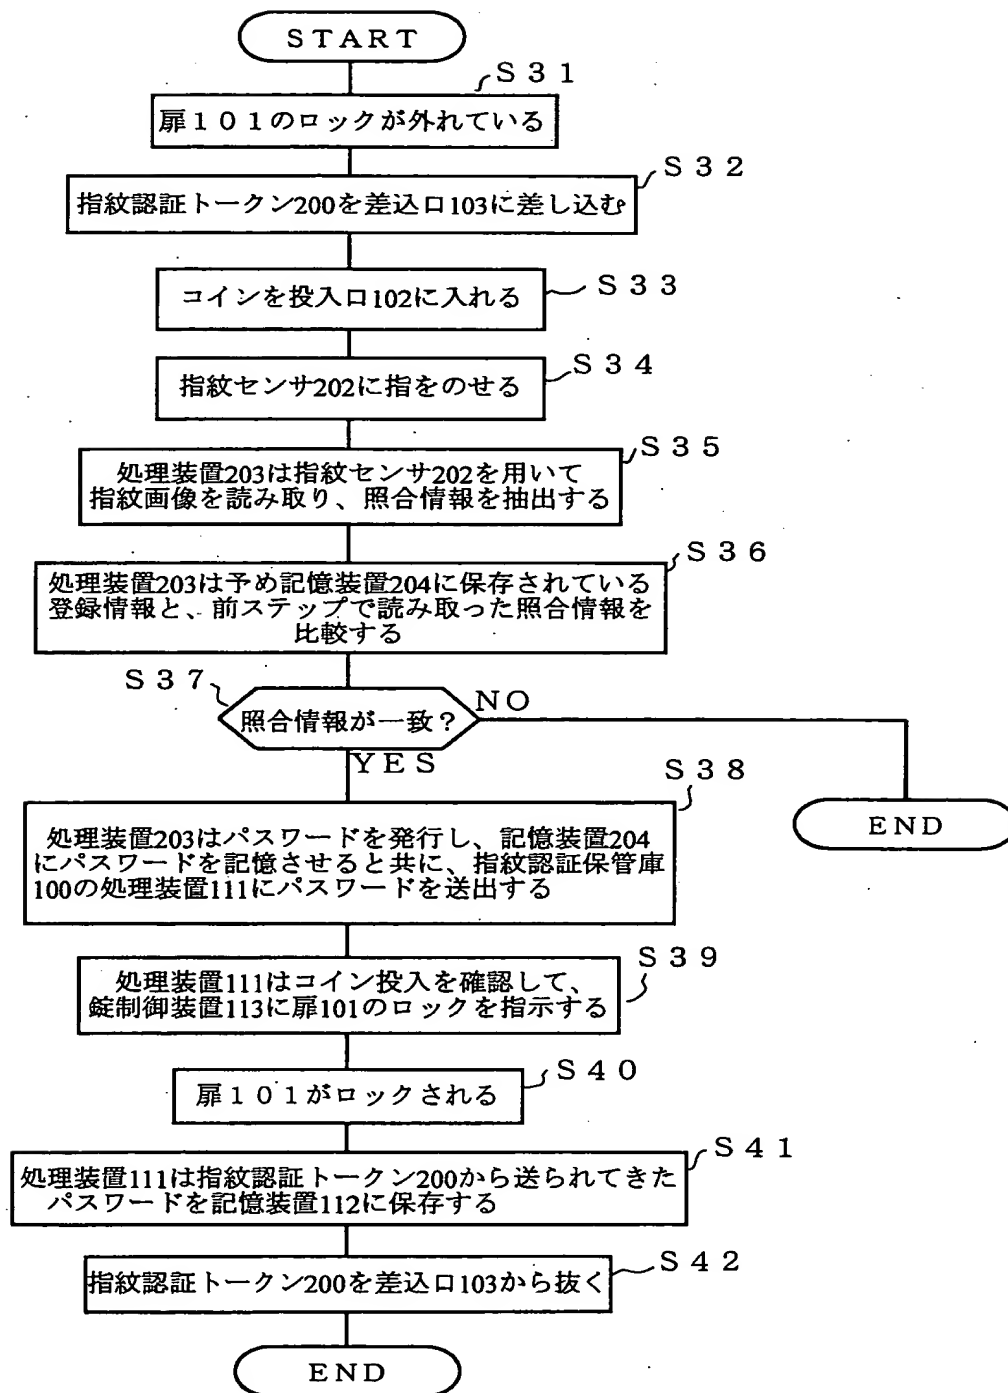 START
S31
扉101のロックが外れている
S32
指紋認証トークン200を差込口103に差し込む
S33
コインを投入口102に入れる
S34
指紋センサ202に指をのせる
S35
処理装置203は指紋センサ202を用いて
指紋画像を読み取り、照合情報を抽出する
S36
処理装置203は予め記憶装置204に保存されている
登録情報と、前ステップで読み取った照合情報を
比較する
S37
照合情報が一致?
NO
YES
END
S38
処理装置203はパスワードを発行し、記憶装置204
にパスワードを記憶させると共に、指紋認証保管庫
100の処理装置111にパスワードを送出する
S39
処理装置111はコイン投入を確認して、
錠制御装置113に扉101のロックを指示する
S40
扉101がロックされる
S41
処理装置111は指紋認証トークン200から送られてきた
パスワードを記憶装置112に保存する
S42
指紋認証トークン200を差込口103から抜く
END